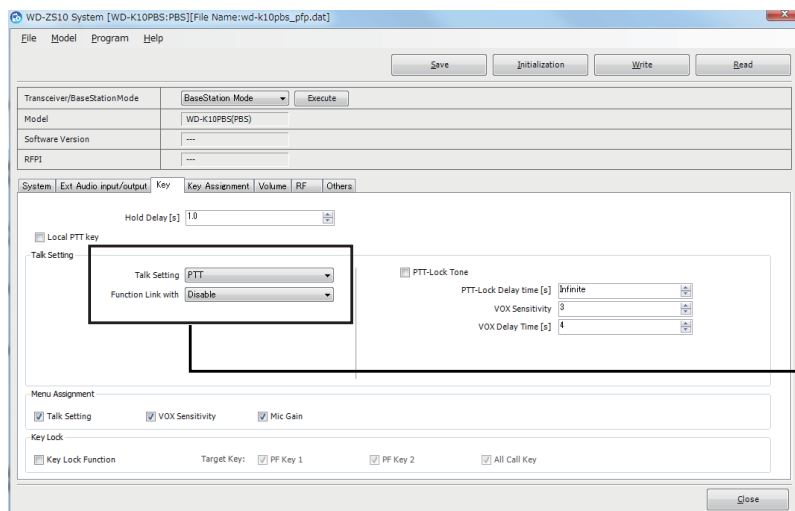 WD-ZS10 System [WD-K10PBS:PBS][File Name:wd-k10pbs_pfp.dat]
File Model Program Help
Save Initialization Write Read
Transceiver/BaseStationMode BaseStation Mode Execute
Model WD-K10PBS(PBS)
Software Version ---
RFPI ---
System Ext Audio input/output Key Key Assignment Volume RF Others
Hold Delay [s] 1.0
Local PTT key
Talk Setting
Talk Setting PTT PTT-Lock Tone
Function Link with Disable PTT-Lock Delay time [s] Infinite
VOX Sensitivity 3
VOX Delay Time [s] 4
Menu Assignment
Talk Setting VOX Sensitivity Mic Gain
Key Lock
Key Lock Function Target Key: PF Key 1 PF Key 2 All Call Key
Close